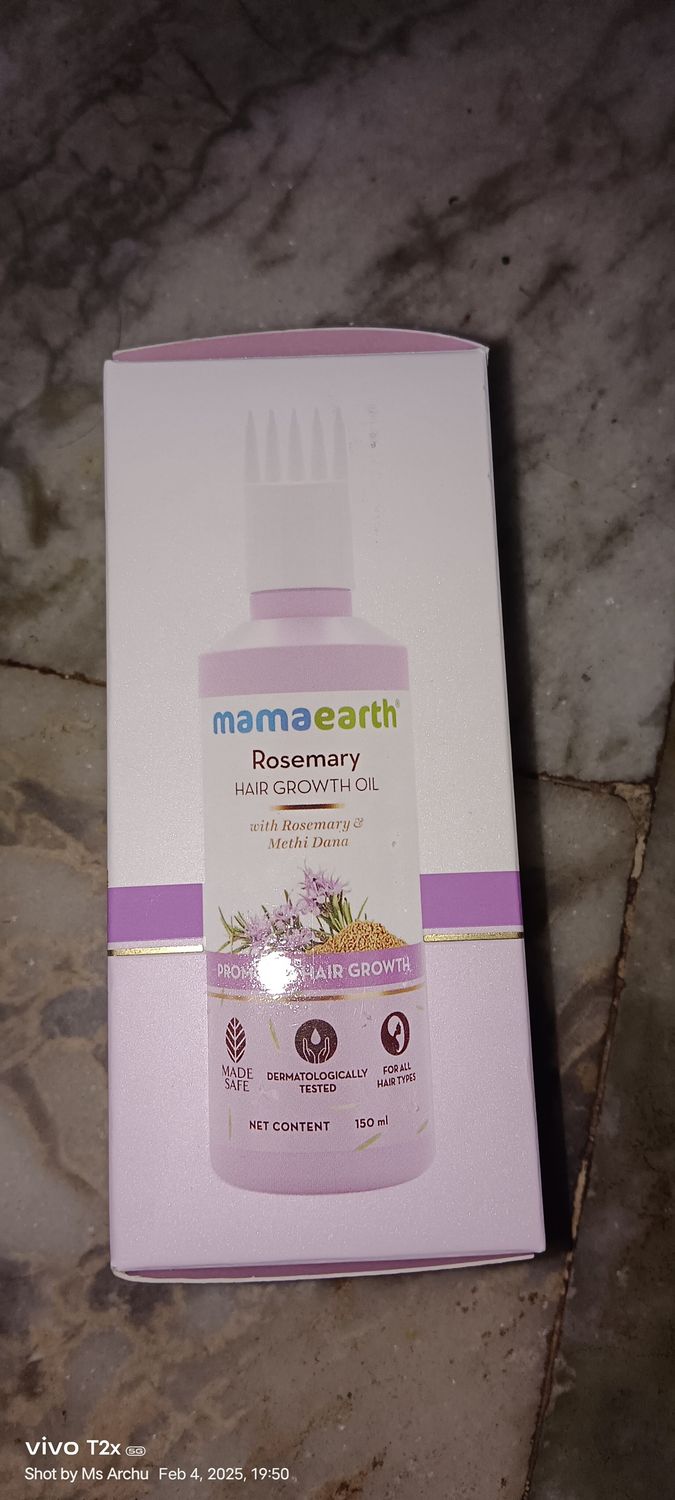 mamaearth®
Rosemary
HAIR GROWTH OIL
with Rosemary &
Methi Dana
HAIR GROWTH
MADE
SAFE
DERMATOLOGICALLY
TESTED
FOR ALL
HAIR TYPES
NET CONTENT 150 ml
vivo T2x 5G
Shot by Ms Archu Feb 4, 2025, 19:50